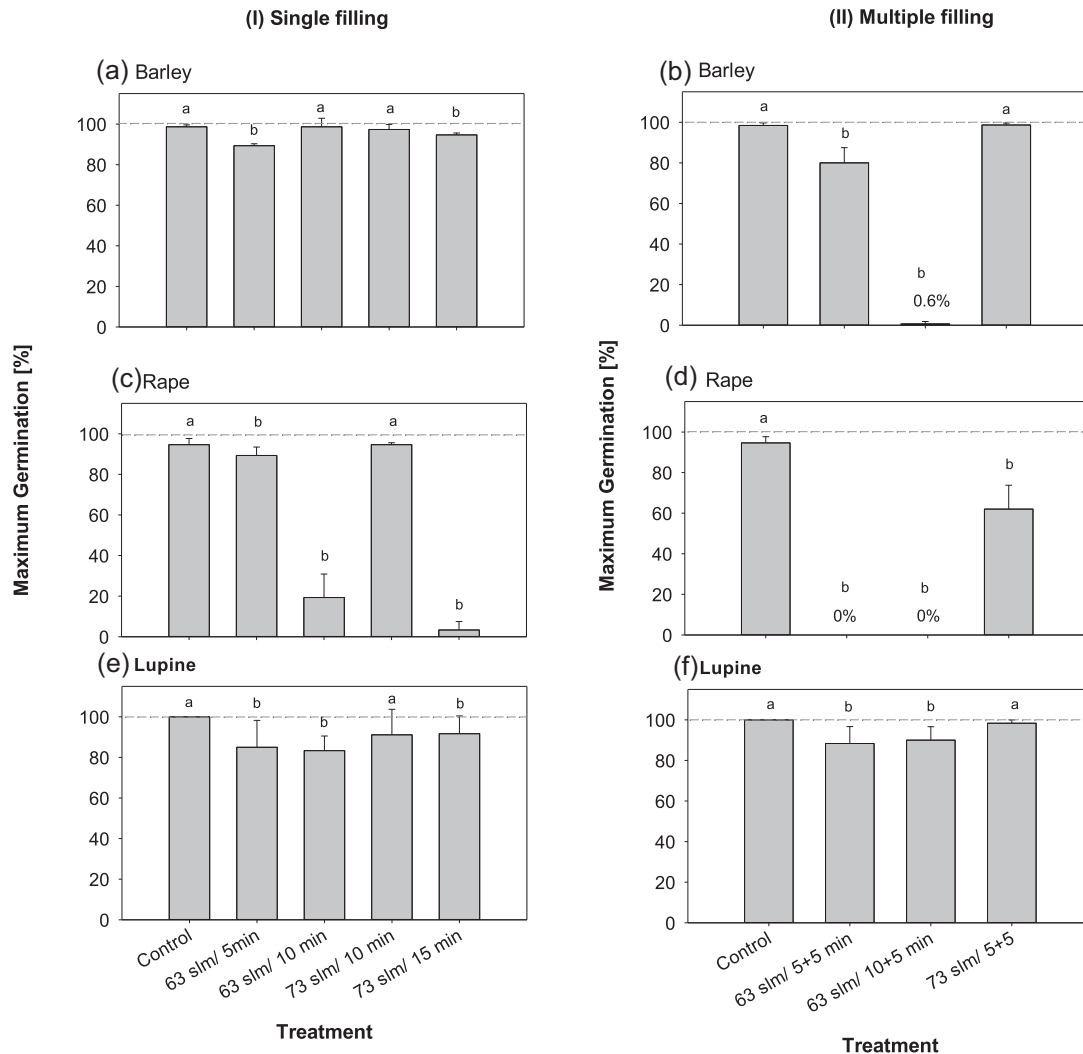 (I) Single filling
(II) Multiple filling
(a) Barley
a b a a b
100
80
60
40
20
0
(b) Barley
a b b a
0.6%
100
80
60
40
20
0
(c) Rape
a b b a b
100
80
60
40
20
0
(d) Rape
a b b b
0% 0%
100
80
60
40
20
0
(e) Lupine
a b b a b
100
80
60
40
20
0
Control
63 slm/ 5min
63 slm/ 10 min
73 slm/ 10 min
73 slm/ 15 min
Treatment
Maximum Germination [%]
(f) Lupine
a b b a
100
80
60
40
20
0
Control
63 slm/ 5+5 min
63 slm/ 10+5 min
73 slm/ 5+5
Treatment
Maximum Germination [%]